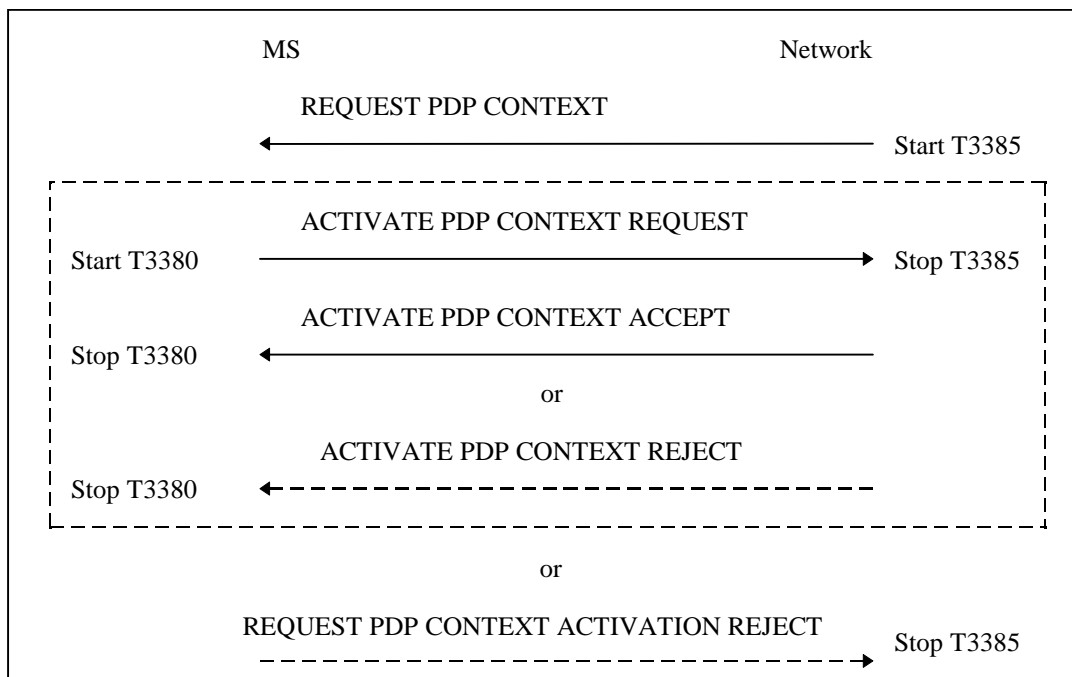 MS Network
REQUEST PDP CONTEXT
Start T3385
ACTIVATE PDP CONTEXT REQUEST
Start T3380 Stop T3385
ACTIVATE PDP CONTEXT ACCEPT
Stop T3380
or
ACTIVATE PDP CONTEXT REJECT
Stop T3380
or
REQUEST PDP CONTEXT ACTIVATION REJECT
Stop T3385